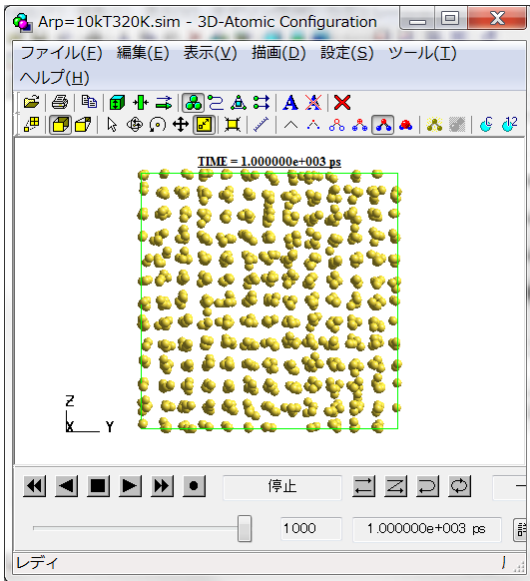 Arp=10kT320K.sim - 3D-Atomic Configuration
ファイル(F) 編集(E) 表示(V) 描画(D) 設定(S) ツール(T)
ヘルプ(H)
A A
C 12
TIME = 1.000000e+003 ps
Z
X Y
停止
1000 1.000000e+003 ps
レディ